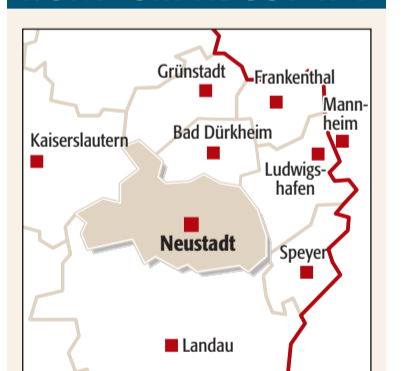 Grünstadt
Frankenthal
Mann-
heim
Kaiserslautern
Bad Dürkheim
Ludwigs-
hafen
Neustadt
Speyer
Landau